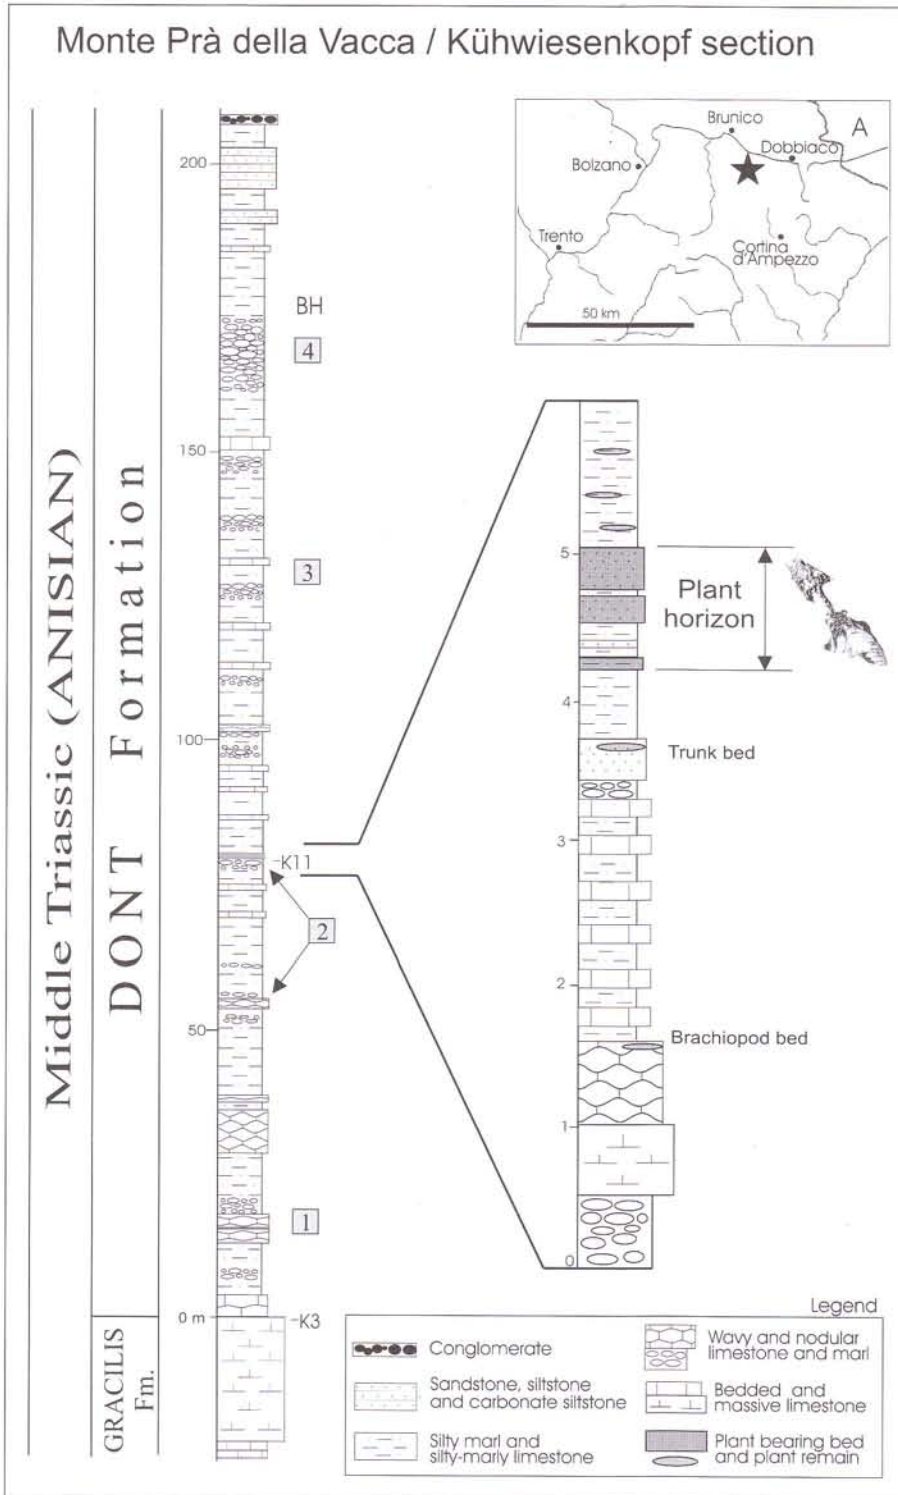 Monte Prà della Vacca / Kühwiesenkopf section
Middle Triassic (ANISIAN)
DONT Formation
GRACILIS
Fm.
200
150
100
50
0 m
BH
4
3
K11
2
1
K3
A
Brunico
Dobbiaco
Bolzano
Trento
Cortina
d'Ampezzo
50 km
5
4
3
2
1
0
Plant
horizon
Trunk bed
Brachiopod bed
Legend
Conglomerate
Sandstone, siltstone
and carbonate siltstone
Silty marl and
silty-marly limestone
Wavy and nodular
limestone and marl
Bedded and
massive limestone
Plant bearing bed
and plant remain